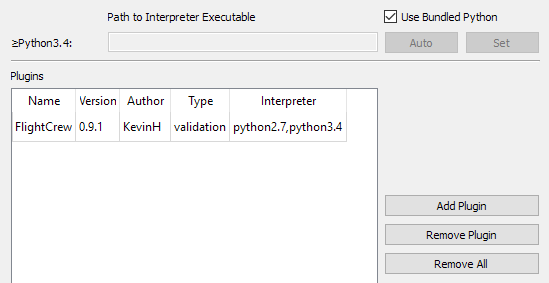 Path to Interpreter Executable
Use Bundled Python
≥Python3.4:
Auto
Set
Plugins
Name Version Author Type Interpreter
FlightCrew 0.9.1 KevinH validation python2.7,python3.4
Add Plugin
Remove Plugin
Remove All